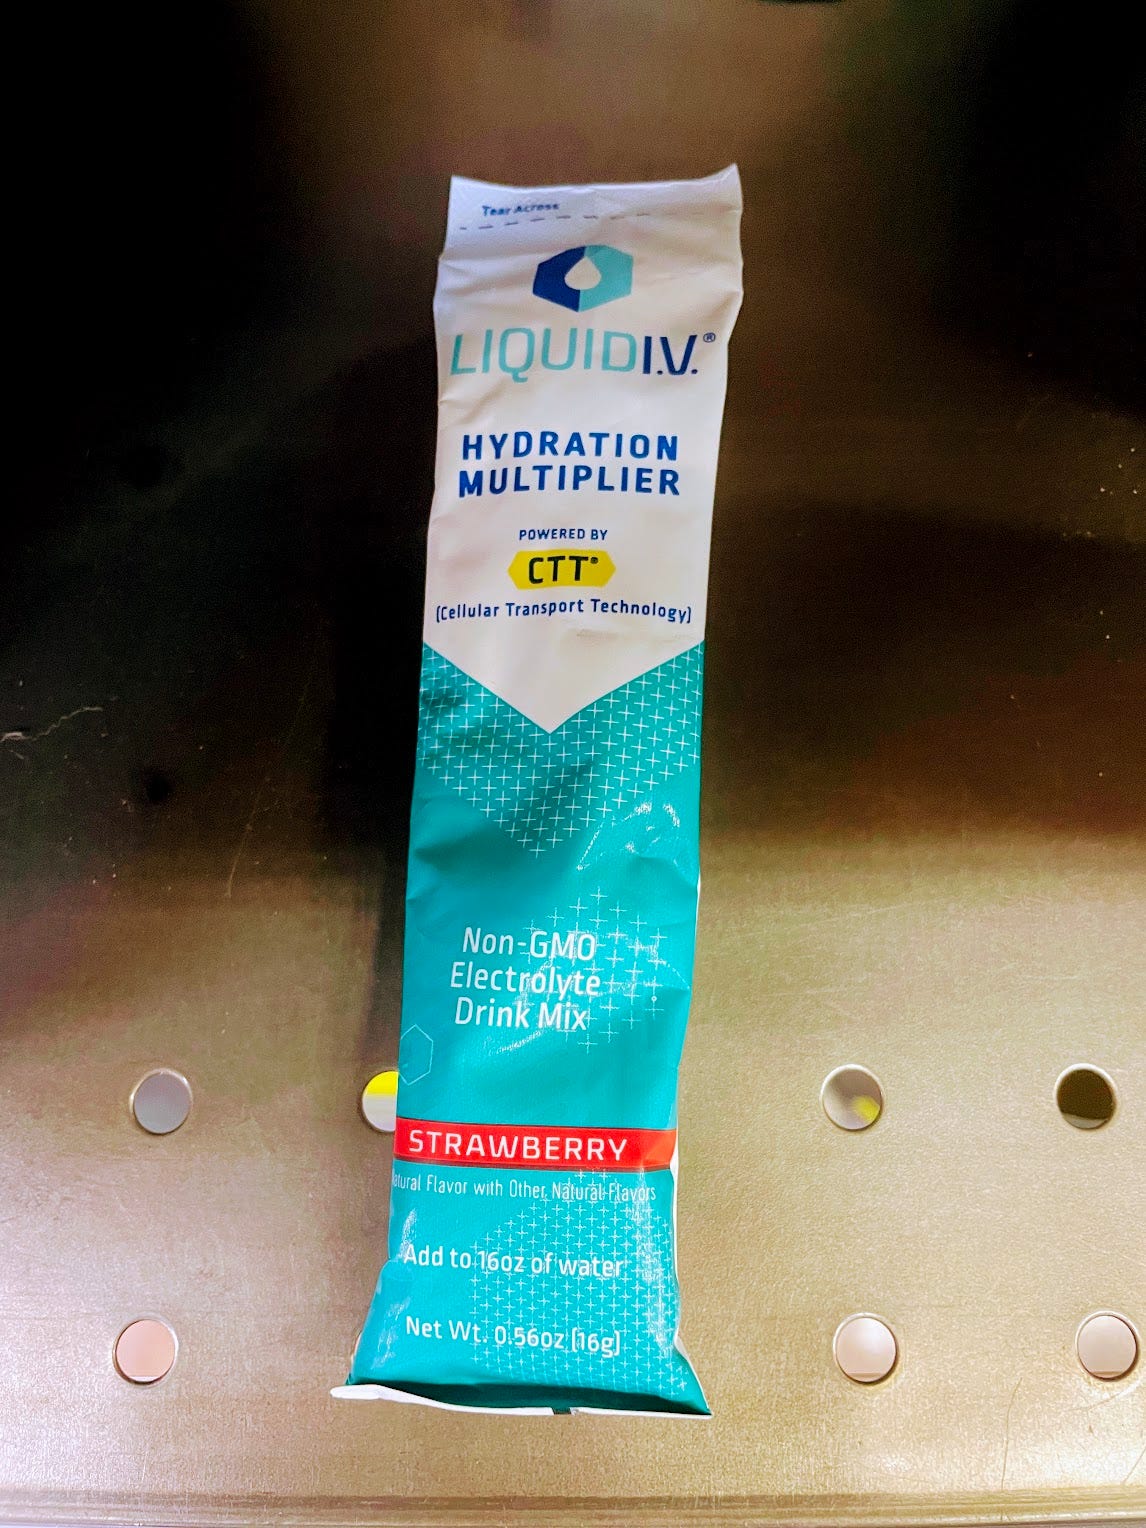 Tear Across
LIQUID I.V.®
HYDRATION
MULTIPLIER
POWERED BY
CTT®
(Cellular Transport Technology)
Non-GMO
Electrolyte
Drink Mix
STRAWBERRY
Flavor with Other Natural Flavors
Add to 16oz of water
Net Wt. 0.56oz (16g)